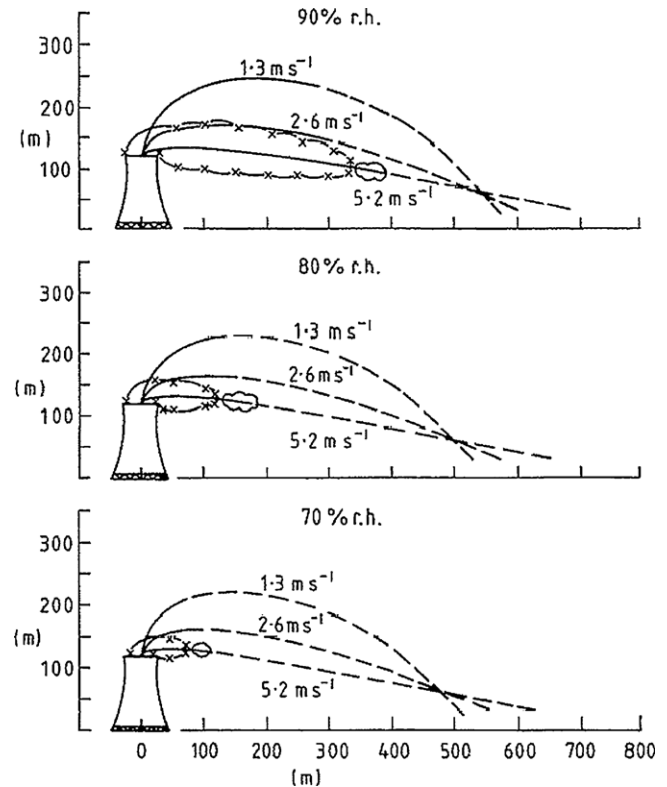 90% r.h.
300
1·3 m s⁻¹
200
2·6 m s⁻¹
(m)
100
5·2 m s⁻¹
80% r.h.
300
1·3 m s⁻¹
200
2·6 m s⁻¹
(m)
100
5·2 m s⁻¹
70% r.h.
300
1·3 m s⁻¹
200
2·6 m s⁻¹
(m)
100
5·2 m s⁻¹
0 100 200 300 400 500 600 700 800
(m)